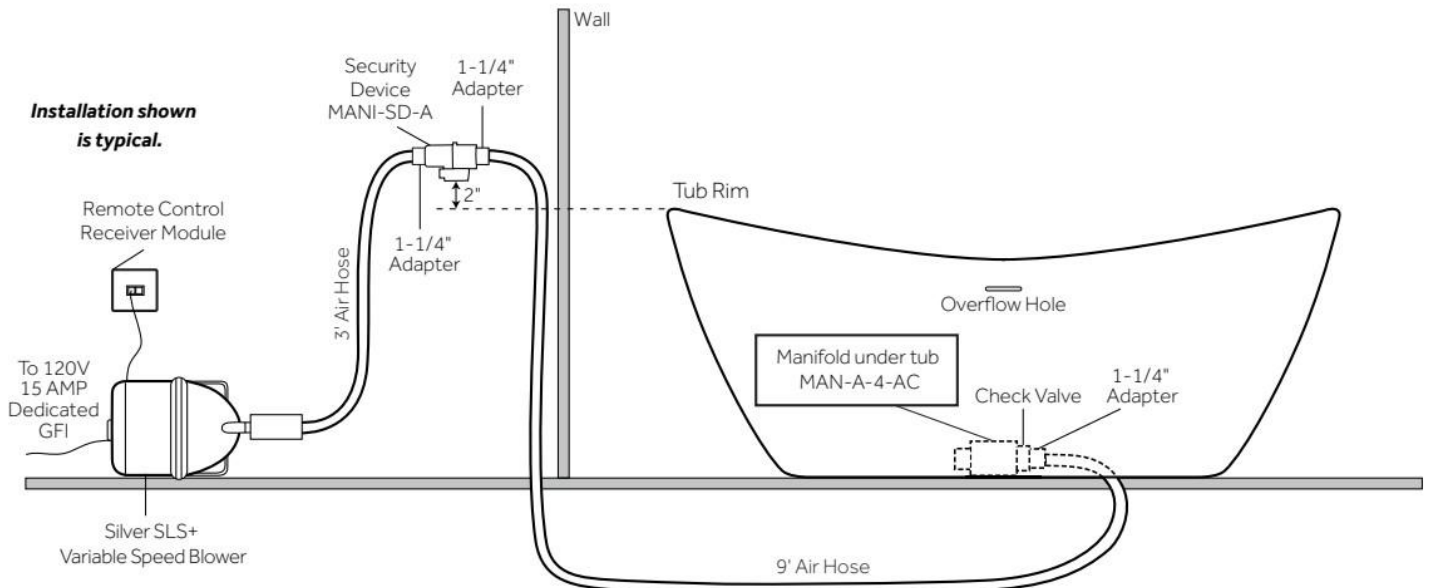 Wall
Security
Device
MANI-SD-A
1-1/4"
Adapter
Installation shown
is typical.
2"
Tub Rim
Remote Control
Receiver Module
1-1/4"
Adapter
3' Air Hose
Overflow Hole
To 120V
15 AMP
Dedicated
GFI
Manifold under tub
MAN-A-4-AC
Check Valve
1-1/4"
Adapter
Silver SLS+
Variable Speed Blower
9' Air Hose